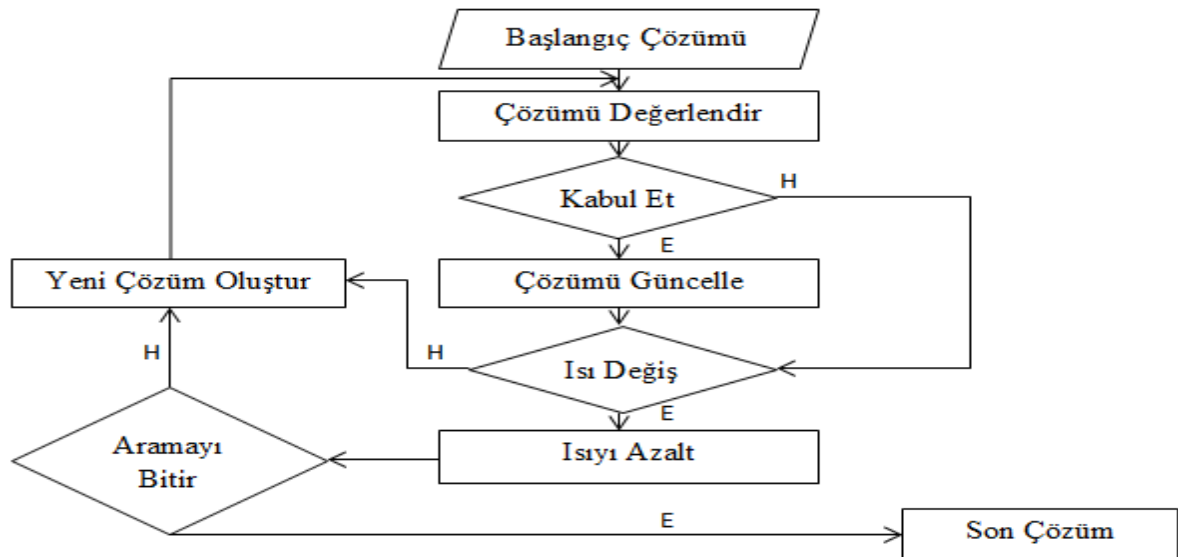 Başlangıç Çözümü
Çözümü Değerlendir
Kabul Et
H
E
Yeni Çözüm Oluştur
Çözümü Güncelle
H
H
Isı Değiş
E
Aramayı
Bitir
Isıyı Azalt
E
Son Çözüm